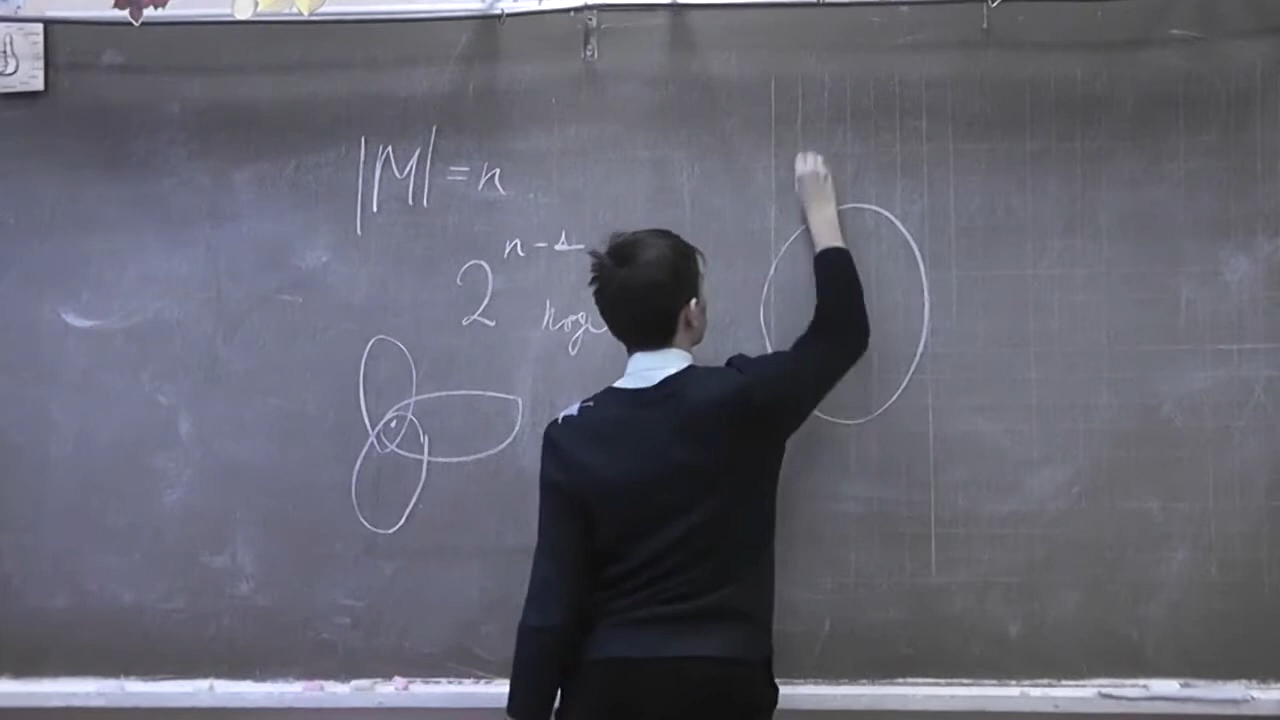 |M| = n
2^{n-1}